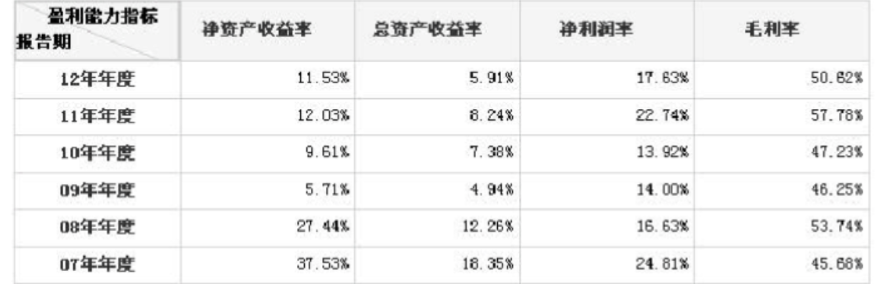 盈利能力指标
报告期 净资产收益率 总资产收益率 净利润率 毛利率
12年年度 11.53% 5.91% 17.63% 50.62%
11年年度 12.03% 8.24% 22.74% 57.78%
10年年度 9.61% 7.38% 13.92% 47.23%
09年年度 5.71% 4.94% 14.00% 46.25%
08年年度 27.44% 12.26% 16.63% 53.74%
07年年度 37.53% 18.35% 24.81% 45.68%